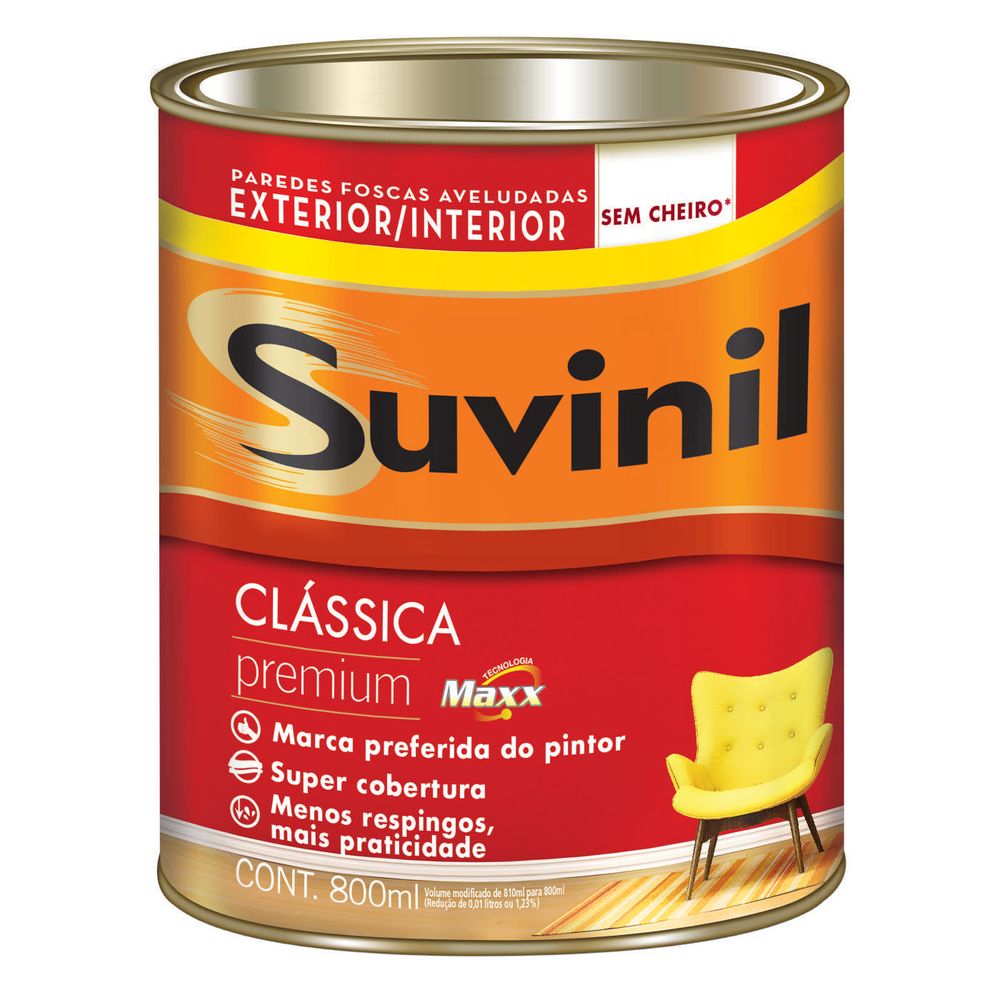 PAREDES FOSCAS AVELUDADAS
EXTERIOR/INTERIOR
SEM CHEIRO*
Suvinil
CLÁSSICA
premium
TECNOLOGIA
Maxx
Marca preferida do pintor
Super cobertura
Menos respingos,
mais praticidade
CONT. 800ml
Volume modificado de 810ml para 800ml
(Redução de 0,01 litros ou 1,23%)